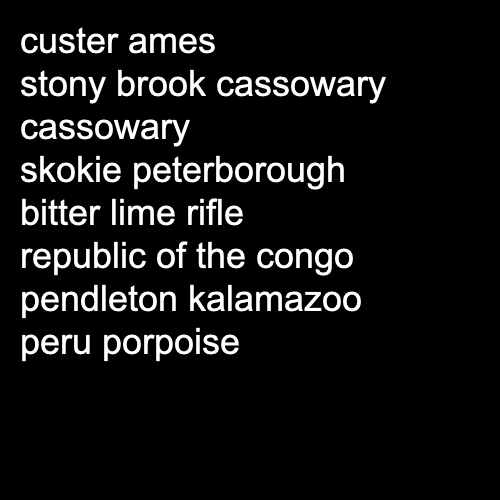 custer ames
stony brook cassowary
cassowary
skokie peterborough
bitter lime rifle
republic of the congo
pendleton kalamazoo
peru porpoise